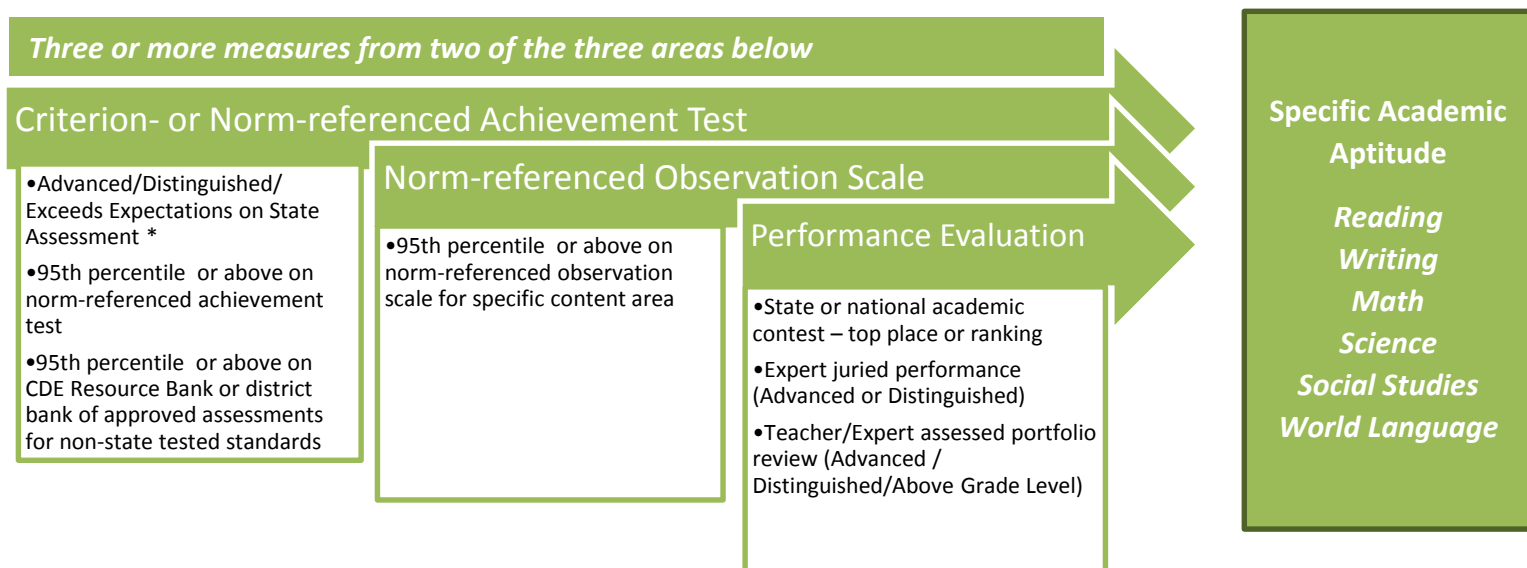 Three or more measures from two of the three areas below
Criterion- or Norm-referenced Achievement Test
•Advanced/Distinguished/
Exceeds Expectations on State
Assessment *
•95th percentile or above on
norm-referenced achievement
test
•95th percentile or above on
CDE Resource Bank or district
bank of approved assessments
for non-state tested standards
Norm-referenced Observation Scale
•95th percentile or above on
norm-referenced observation
scale for specific content area
Performance Evaluation
•State or national academic
contest – top place or ranking
•Expert juried performance
(Advanced or Distinguished)
•Teacher/Expert assessed portfolio
review (Advanced /
Distinguished/Above Grade Level)
Specific Academic
Aptitude
Reading
Writing
Math
Science
Social Studies
World Language